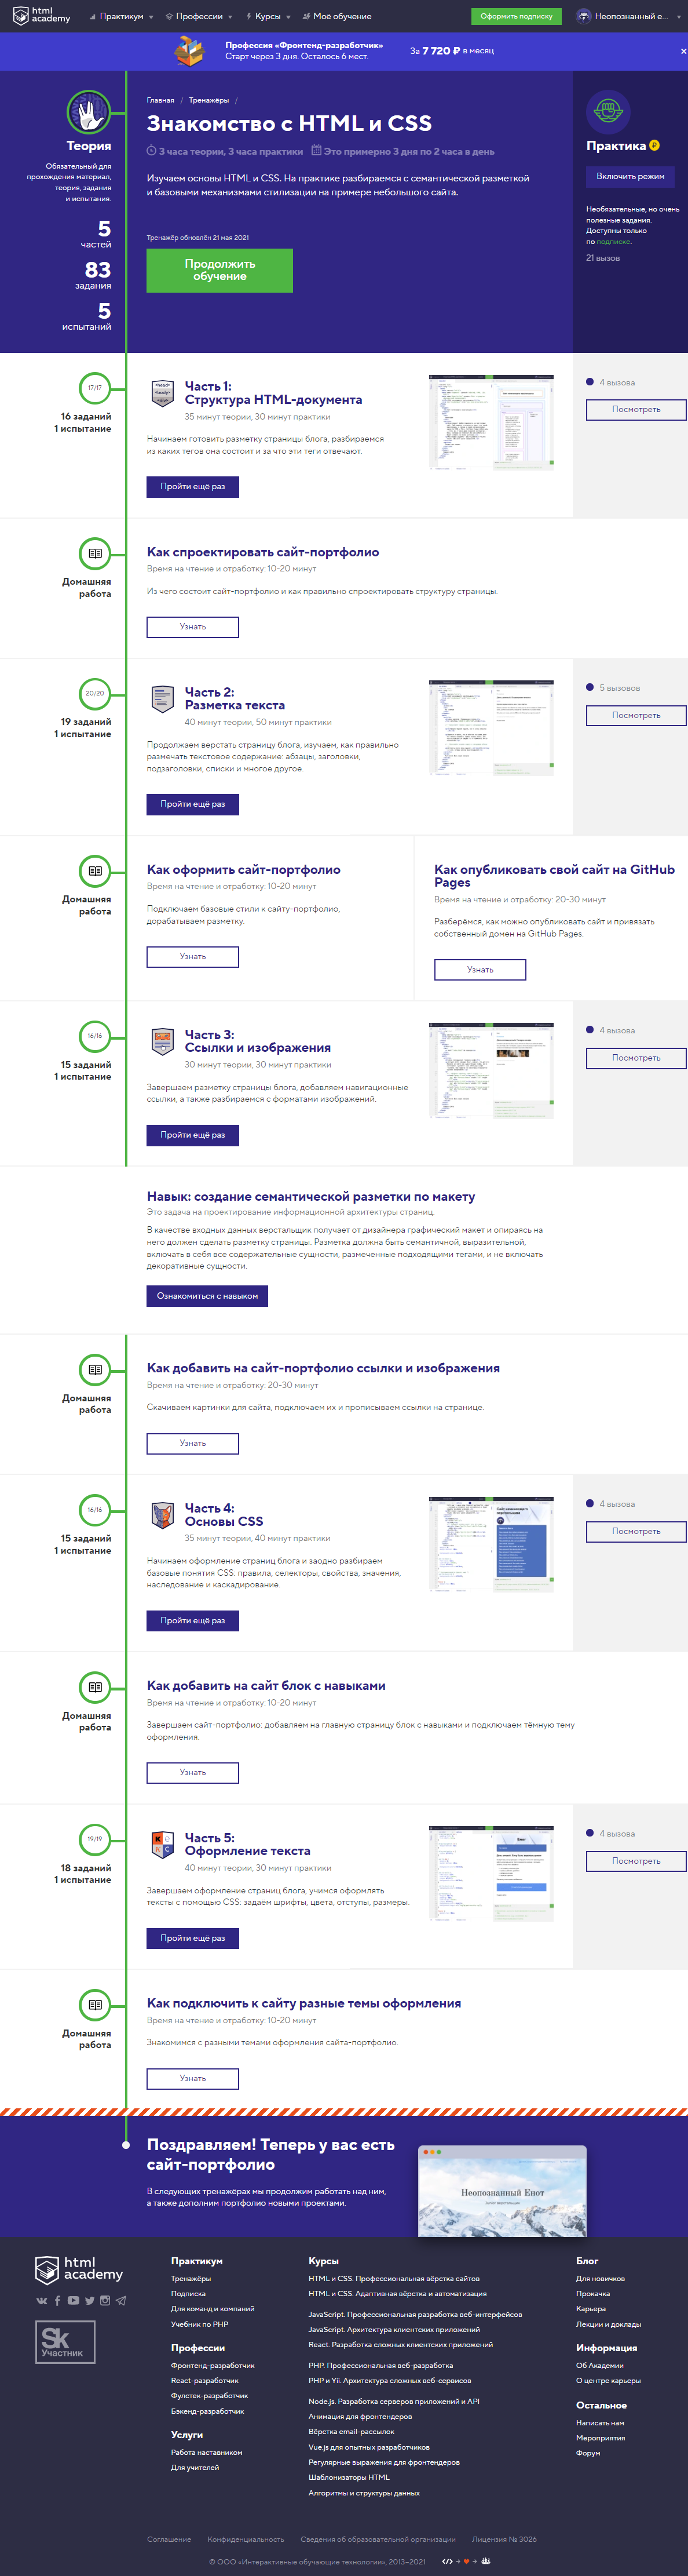 html academy
Практикум
Профессии
Курсы
Моё обучение
Оформить подписку
Неопознанный е...
Профессия «Фронтенд-разработчик»
Старт через 3 дня. Осталось 6 мест.
За 7 720 ₽ в месяц
Теория
Обязательный для
прохождения материал,
теория, задания
и испытания.
5
частей
83
задания
5
испытаний
Главная / Тренажёры /
Знакомство с HTML и CSS
3 часа теории, 3 часа практики Это примерно 3 дня по 2 часа в день
Изучаем основы HTML и CSS. На практике разбираемся с семантической разметкой
и базовыми механизмами стилизации на примере небольшого сайта.
Тренажёр обновлён 21 мая 2021
Продолжить
обучение
Практика ₽
Включить режим
Необязательные, но очень
полезные задания.
Доступны только
по подписке.
21 вызов
17/17
16 заданий
1 испытание
Часть 1:
Структура HTML-документа
35 минут теории, 30 минут практики
Начинаем готовить разметку страницы блога, разбираемся
из каких тегов она состоит и за что эти теги отвечают.
Пройти ещё раз
4 вызова
Посмотреть
Домашняя
работа
Как спроектировать сайт-портфолио
Время на чтение и отработку: 10-20 минут
Из чего состоит сайт-портфолио и как правильно спроектировать структуру страницы.
Узнать
20/20
19 заданий
1 испытание
Часть 2:
Разметка текста
40 минут теории, 50 минут практики
Продолжаем верстать страницу блога, изучаем, как правильно
размечать текстовое содержание: абзацы, заголовки,
подзаголовки, списки и многое другое.
Пройти ещё раз
5 вызовов
Посмотреть
Домашняя
работа
Как оформить сайт-портфолио
Время на чтение и отработку: 10-20 минут
Подключаем базовые стили к сайту-портфолио,
дорабатываем разметку.
Узнать
Как опубликовать свой сайт на GitHub
Pages
Время на чтение и отработку: 20-30 минут
Разберёмся, как можно опубликовать сайт и привязать
собственный домен на GitHub Pages.
Узнать
16/16
15 заданий
1 испытание
Часть 3:
Ссылки и изображения
30 минут теории, 30 минут практики
Завершаем разметку страницы блога, добавляем навигационные
ссылки, а также разбираемся с форматами изображений.
Пройти ещё раз
4 вызова
Посмотреть
Навык: создание семантической разметки по макету
Это задача на проектирование информационной архитектуры страниц.
В качестве входных данных верстальщик получает от дизайнера графический макет и опираясь на
него должен сделать разметку страницы. Разметка должна быть семантичной, выразительной,
включать в себя все содержательные сущности, размеченные подходящими тегами, и не включать
декоративные сущности.
Ознакомиться с навыком
Домашняя
работа
Как добавить на сайт-портфолио ссылки и изображения
Время на чтение и отработку: 20-30 минут
Скачиваем картинки для сайта, подключаем их и прописываем ссылки на странице.
Узнать
16/16
15 заданий
1 испытание
Часть 4:
Основы CSS
35 минут теории, 40 минут практики
Начинаем оформление страниц блога и заодно разбираем
базовые понятия CSS: правила, селекторы, свойства, значения,
наследование и каскадирование.
Пройти ещё раз
4 вызова
Посмотреть
Домашняя
работа
Как добавить на сайт блок с навыками
Время на чтение и отработку: 10-20 минут
Завершаем сайт-портфолио: добавляем на главную страницу блок с навыками и подключаем тёмную тему
оформления.
Узнать
19/19
18 заданий
1 испытание
Часть 5:
Оформление текста
40 минут теории, 30 минут практики
Завершаем оформление страниц блога, учимся оформлять
тексты с помощью CSS: задаём шрифты, цвета, отступы, размеры.
Пройти ещё раз
4 вызова
Посмотреть
Домашняя
работа
Как подключить к сайту разные темы оформления
Время на чтение и отработку: 10-20 минут
Знакомимся с разными темами оформления сайта-портфолио.
Узнать
Поздравляем! Теперь у вас есть
сайт-портфолио
В следующих тренажёрах мы продолжим работать над ним,
а также дополним портфолио новыми проектами.
Неопознанный Енот
html academy
Sk
Участник
Практикум
Тренажёры
Подписка
Для команд и компаний
Учебник по PHP
Профессии
Фронтенд-разработчик
React-разработчик
Фулстек-разработчик
Бэкенд-разработчик
Услуги
Работа наставником
Для учителей
Курсы
HTML и CSS. Профессиональная вёрстка сайтов
HTML и CSS. Адаптивная вёрстка и автоматизация
JavaScript. Профессиональная разработка веб-интерфейсов
JavaScript. Архитектура клиентских приложений
React. Разработка сложных клиентских приложений
PHP. Профессиональная веб-разработка
PHP и Yii. Архитектура сложных веб-сервисов
Node.js. Разработка серверов приложений и API
Анимация для фронтендеров
Вёрстка email-рассылок
Vue.js для опытных разработчиков
Регулярные выражения для фронтендеров
Шаблонизаторы HTML
Алгоритмы и структуры данных
Блог
Для новичков
Прокачка
Карьера
Лекции и доклады
Информация
Об Академии
О центре карьеры
Остальное
Написать нам
Мероприятия
Форум
Соглашение Конфиденциальность Сведения об образовательной организации Лицензия № 3026
© ООО «Интерактивные обучающие технологии», 2013–2021